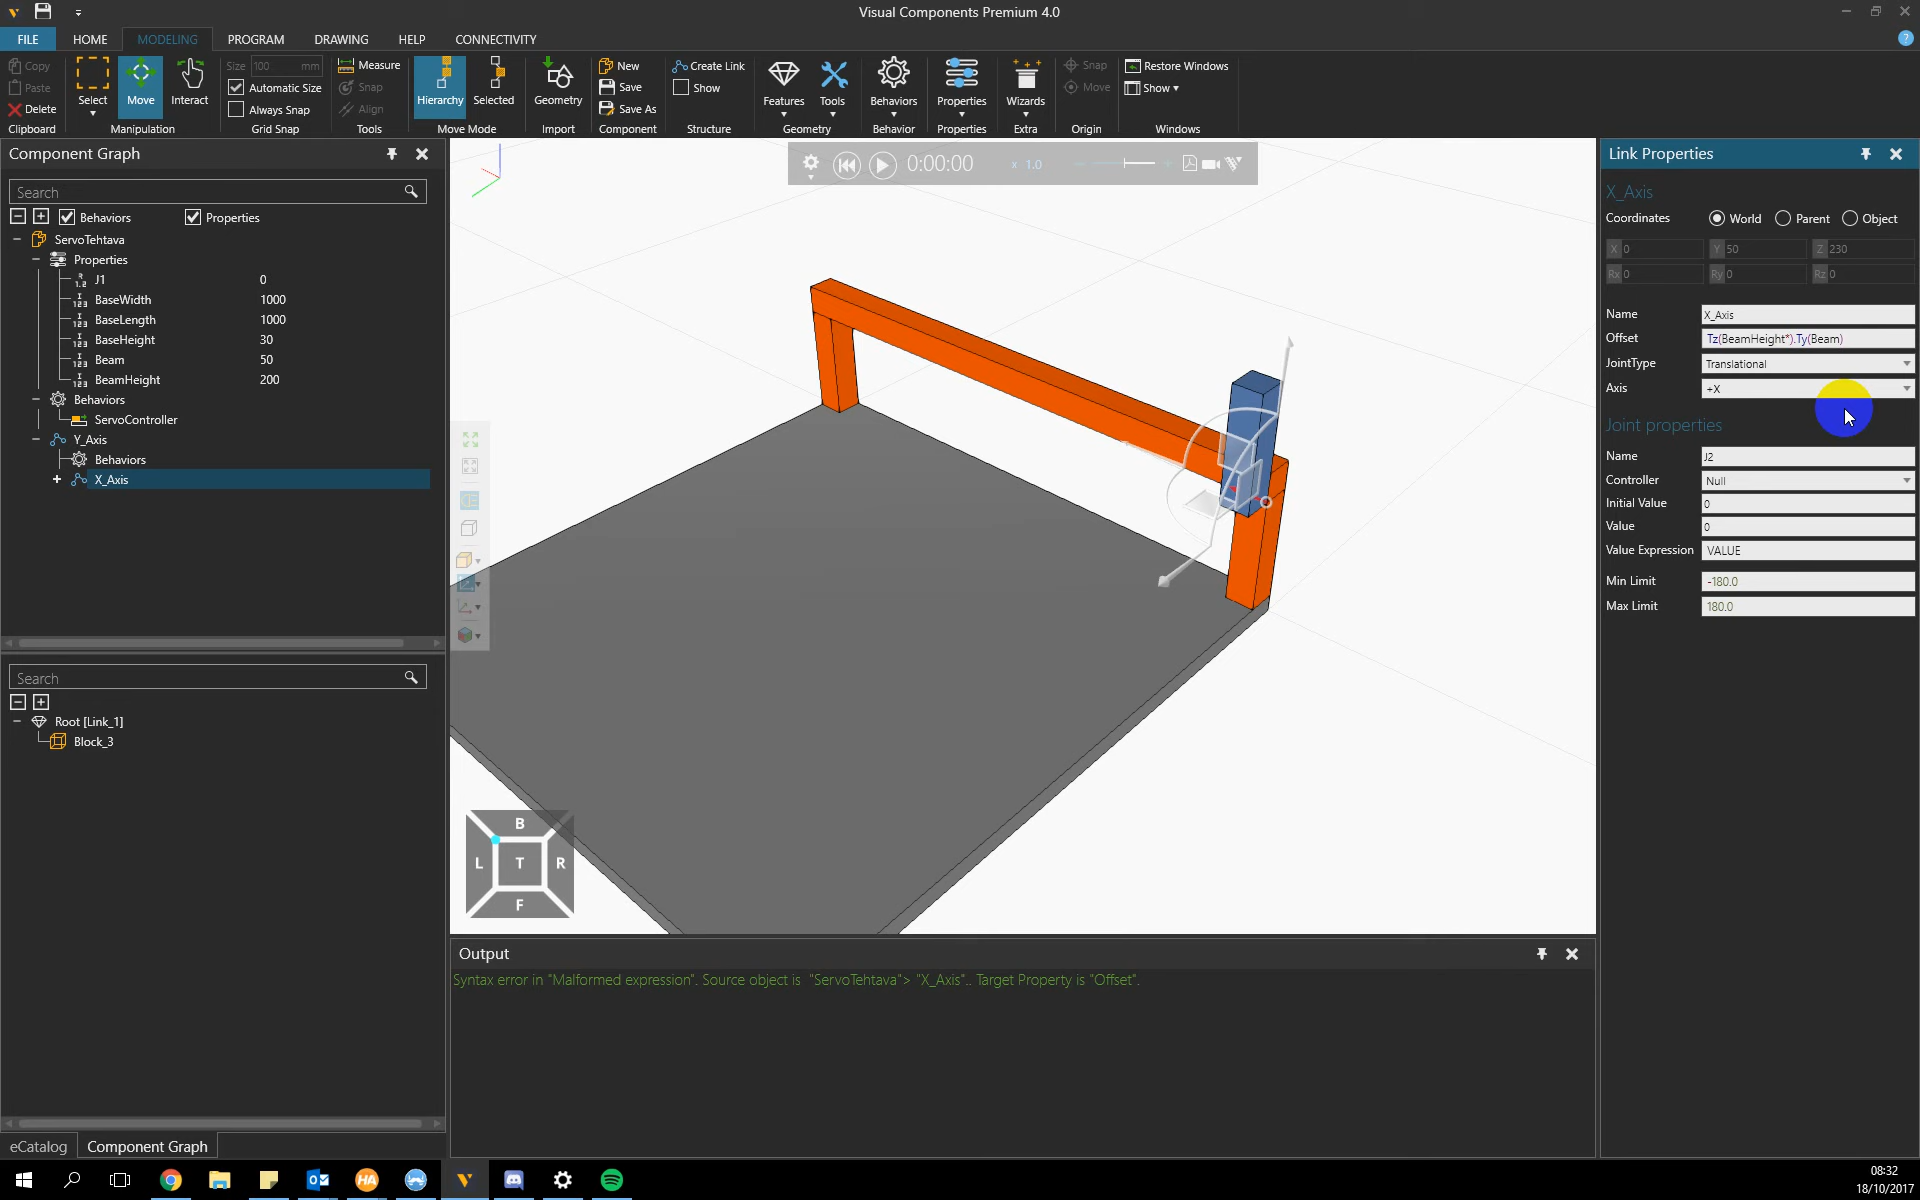 Visual Components Premium 4.0
FILE HOME MODELING PROGRAM DRAWING HELP CONNECTIVITY
Copy
Paste
Delete
Clipboard
Select Move Interact
Manipulation
Size 100 mm
Automatic Size
Always Snap
Grid Snap
Measure
Snap
Align
Tools
Hierarchy Selected
Move Mode
Geometry
Import
New
Save
Save As
Component
Create Link
Show
Structure
Features Tools
Geometry
Behaviors
Behavior
Properties
Properties
Wizards
Extra
Snap
Move
Origin
Restore Windows
Show
Windows
Component Graph
Search
Behaviors Properties
ServoTehtava
Properties
J1 0
BaseWidth 1000
BaseLength 1000
BaseHeight 30
Beam 50
BeamHeight 200
Behaviors
ServoController
Y_Axis
Behaviors
X_Axis
Search
Root [Link_1]
Block_3
eCatalog Component Graph
0:00:00 x 1.0
B
L T R
F
Output
Syntax error in "Malformed expression". Source object is "ServoTehtava"> "X_Axis".. Target Property is "Offset".
Link Properties
X_Axis
Coordinates World Parent Object
X 0 Y 50 Z 230
Rx 0 Ry 0 Rz 0
Name X_Axis
Offset Tz(BeamHeight*).Ty(Beam)
JointType Translational
Axis +X
Joint properties
Name J2
Controller Null
Initial Value 0
Value 0
Value Expression VALUE
Min Limit -180.0
Max Limit 180.0
08:32
18/10/2017